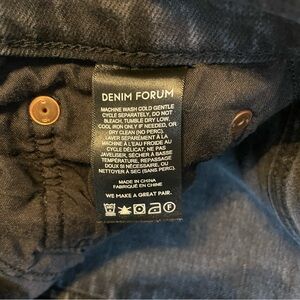 DENIM FORUM
MACHINE WASH COLD GENTLE
CYCLE SEPARATELY, DO NOT
BLEACH, TUMBLE DRY LOW,
COOL IRON ONLY IF NEEDED, OR
DRY CLEAN (NO PERC).
LAVER SÉPARÉMENT À LA
MACHINE À L'EAU FROIDE AU
CYCLE DÉLICAT, NE PAS
JAVELISER, SÉCHER À BASSE
TEMPÉRATURE, REPASSAGE
DOUX SI NÉCESSAIRE, OU
NETTOYER À SEC (SANS PERC).
MADE IN CHINA
FABRIQUÉ EN CHINE
WE MAKE A GREAT PAIR.
F